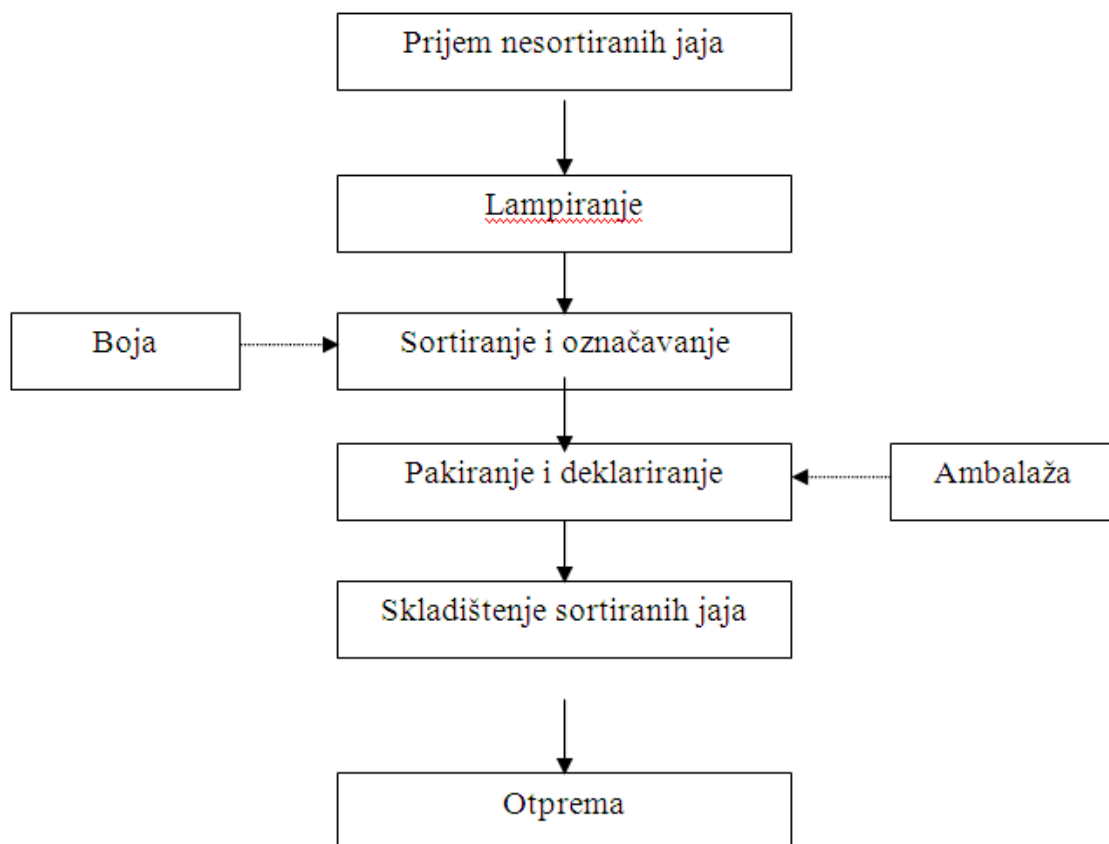 Prijem nesortiranih jaja
Lampiranje
Boja
Sortiranje i označavanje
Pakiranje i deklariranje
Ambalaža
Skladištenje sortiranih jaja
Otprema